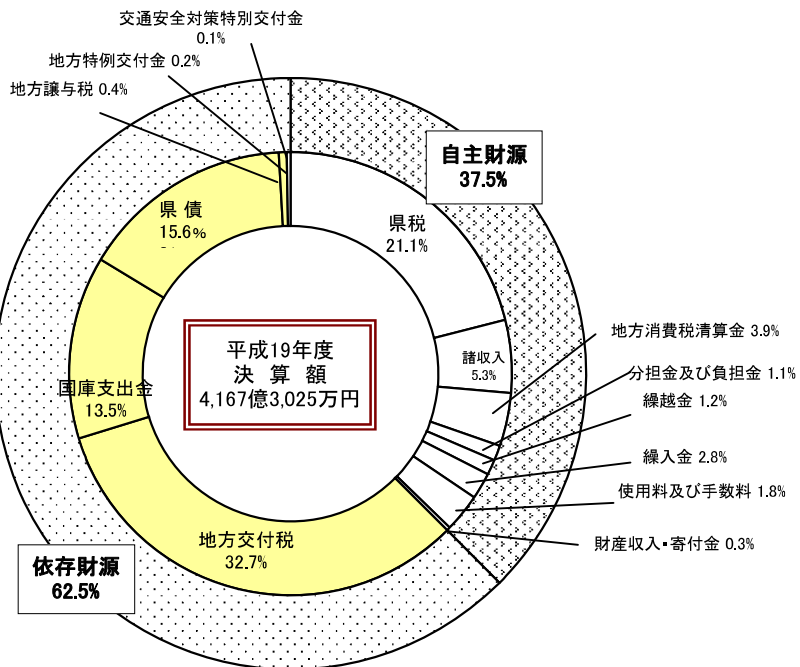 交通安全対策特別交付金
0.1%
地方特例交付金 0.2%
地方譲与税 0.4%
自主財源
37.5%
県税
21.1%
県 債
15.6%
諸収入
5.3%
地方消費税清算金 3.9%
分担金及び負担金 1.1%
繰越金 1.2%
繰入金 2.8%
使用料及び手数料 1.8%
財産収入・寄付金 0.3%
平成19年度
決 算 額
4,167億3,025万円
国庫支出金
13.5%
地方交付税
32.7%
依存財源
62.5%